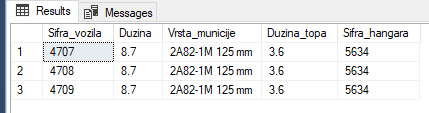 Results Messages
Sifra_vozila Duzina Vrsta_municije Duzina_topa Sifra_hangara
1 4707 8.7 2A82-1M 125 mm 3.6 5634
2 4708 8.7 2A82-1M 125 mm 3.6 5634
3 4709 8.7 2A82-1M 125 mm 3.6 5634